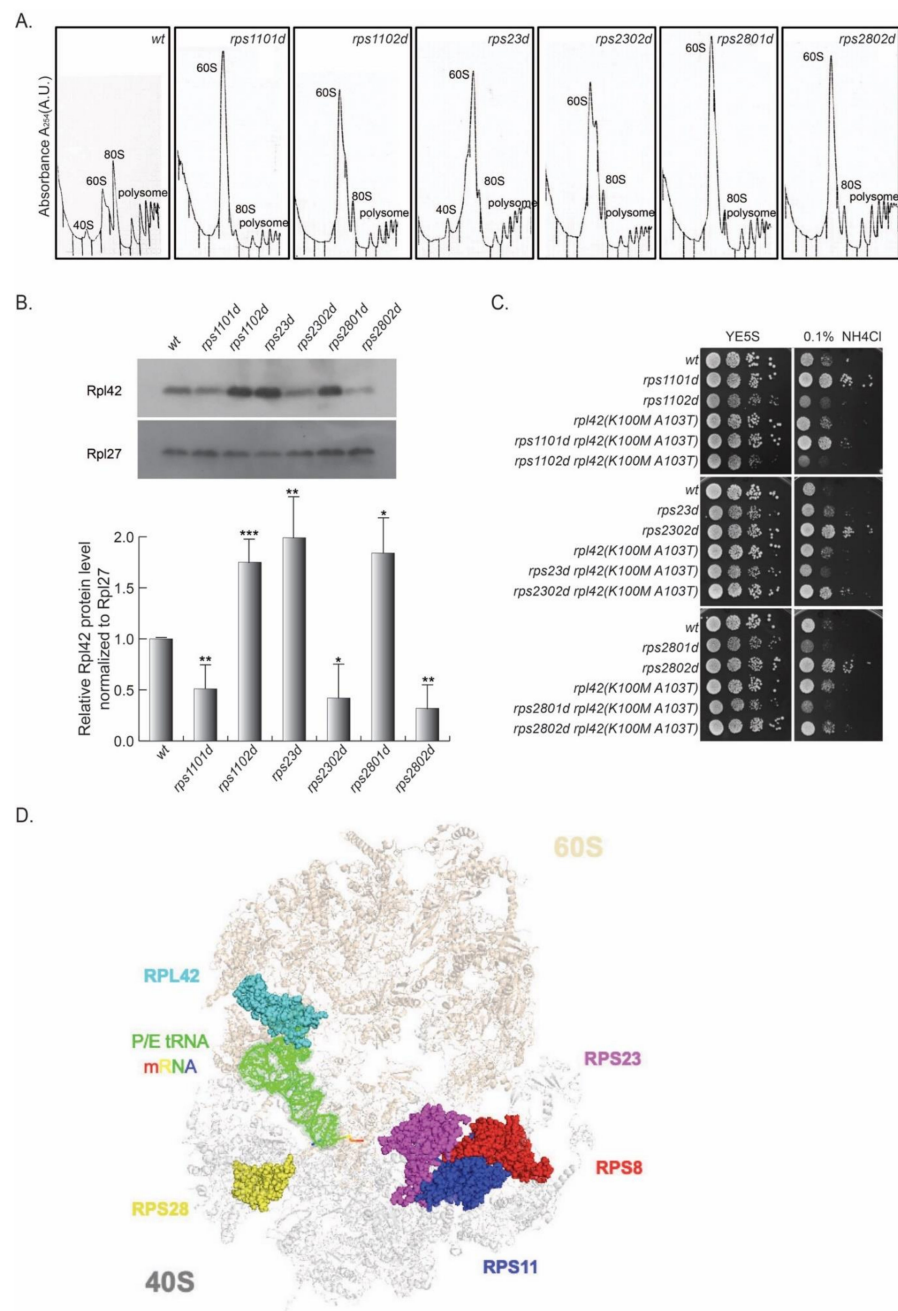 A.
Absorbance A254(A.U.)
wt
40S
60S
80S
polysome
rps1101d
60S
80S
polysome
rps1102d
60S
80S
polysome
rps23d
60S
40S
80S
polysome
rps2302d
60S
80S
polysome
rps2801d
60S
80S
polysome
rps2802d
60S
80S
polysome
B.
wt
rps1101d
rps1102d
rps23d
rps2302d
rps2801d
rps2802d
Rpl42
Rpl27
Relative Rpl42 protein level
normalized to Rpl27
2.0
1.0
0.5
0.0
**
***
**
*
*
**
wt
rps1101d
rps1102d
rps23d
rps2302d
rps2801d
rps2802d
C.
YE5S
0.1% NH4Cl
wt
rps1101d
rps1102d
rpl42(K100M A103T)
rps1101d rpl42(K100M A103T)
rps1102d rpl42(K100M A103T)
wt
rps23d
rps2302d
rpl42(K100M A103T)
rps23d rpl42(K100M A103T)
rps2302d rpl42(K100M A103T)
wt
rps2801d
rps2802d
rpl42(K100M A103T)
rps2801d rpl42(K100M A103T)
rps2802d rpl42(K100M A103T)
D.
60S
RPL42
P/E tRNA
mRNA
RPS23
RPS8
RPS28
RPS11
40S